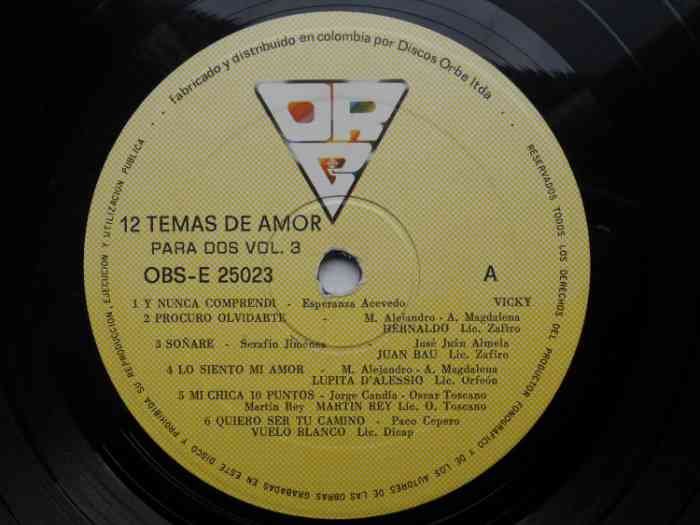 fabricado y distribuido en colombia por Discos Orbe ltda
ORBE
12 TEMAS DE AMOR
PARA DOS VOL. 3
OBS-E 25023 A
1 Y NUNCA COMPRENDI - Esperanza Acevedo VICKY
2 PROCURO OLVIDARTE - M. Alejandro - A. Magdalena
HERNALDO Lic. Zafiro
3 SOÑARE - Serafín Jiménez - José Juán Almela
JUAN BAU Lic. Zafiro
4 LO SIENTO MI AMOR - M. Alejandro - A. Magdalena
LUPITA D'ALESSIO Lic. Orfeón
5 MI CHICA 10 PUNTOS - Jorge Candia - Oscar Toscano
Martín Rey MARTIN REY Lic. O. Toscano
6 QUIERO SER TU CAMINO - Paco Cepero
VUELO BLANCO Lic. Dicap
RESERVADOS TODOS LOS DERECHOS DEL PRODUCTOR FONOGRAFICO Y DE LOS AUTORES DE LAS OBRAS GRABADAS EN ESTE DISCO Y PROHIBIDA SU REPRODUCCION, EJECUCION Y UTILIZACION PUBLICA